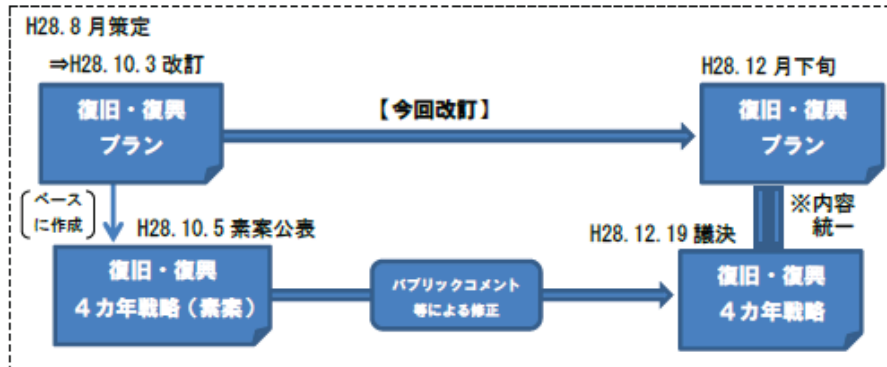 H28.8月策定
⇒H28.10.3改訂
復旧・復興
プラン
【今回改訂】
H28.12月下旬
復旧・復興
プラン
ベース
に作成
H28.10.5素案公表
※内容
統一
H28.12.19議決
復旧・復興
4カ年戦略(素案)
パブリックコメント
等による修正
復旧・復興
4カ年戦略